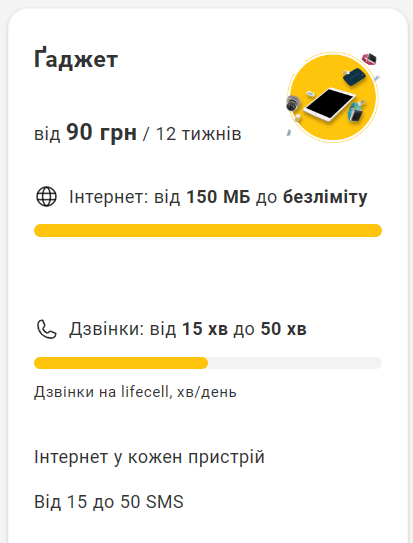 Ґаджет
від 90 грн / 12 тижнів
Інтернет: від 150 МБ до безліміту
Дзвінки: від 15 хв до 50 хв
Дзвінки на lifecell, хв/день
Інтернет у кожен пристрій
Від 15 до 50 SMS